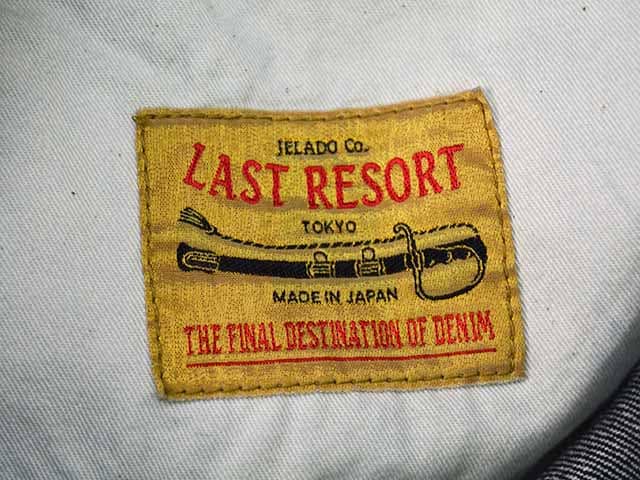 JELADO Co.
LAST RESORT
TOKYO
MADE IN JAPAN
THE FINAL DESTINATION OF DENIM